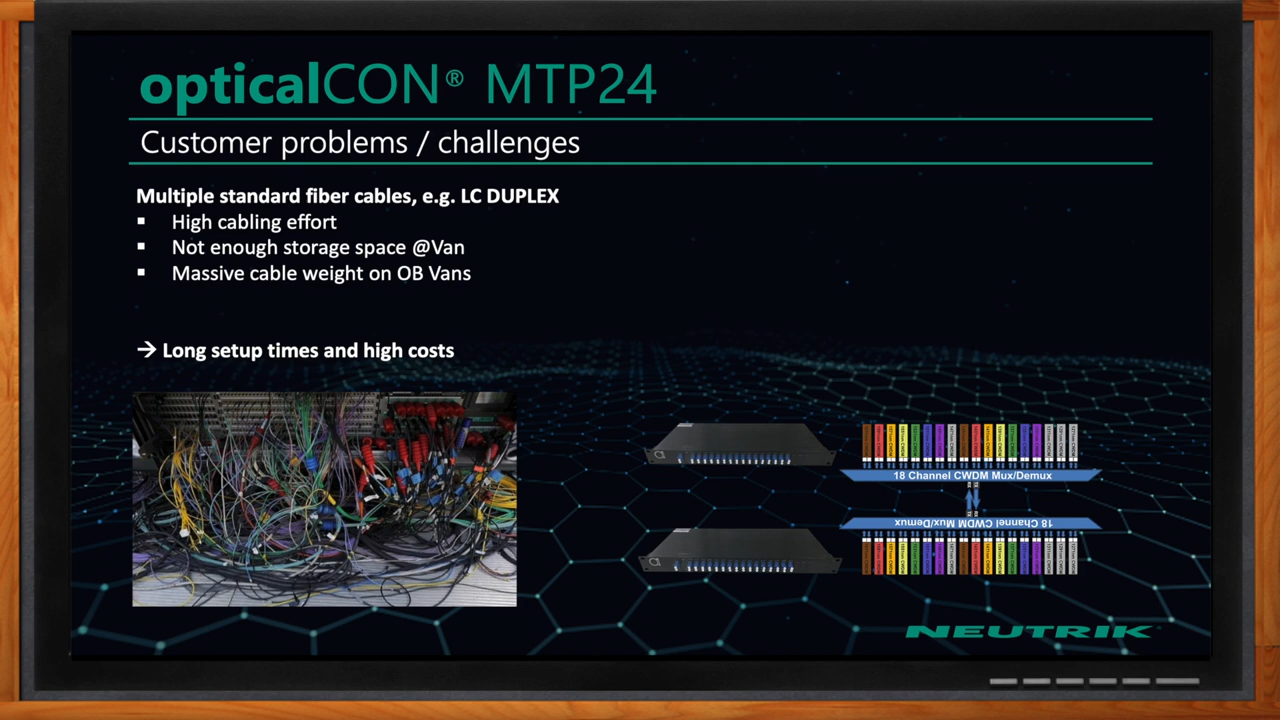 opticalCON® MTP24
Customer problems / challenges
Multiple standard fiber cables, e.g. LC DUPLEX
▪ High cabling effort
▪ Not enough storage space @Van
▪ Massive cable weight on OB Vans
→ Long setup times and high costs
18 Channel CWDM Mux/Demux
18 Channel CWDM Mux/Demux
NEUTRIK